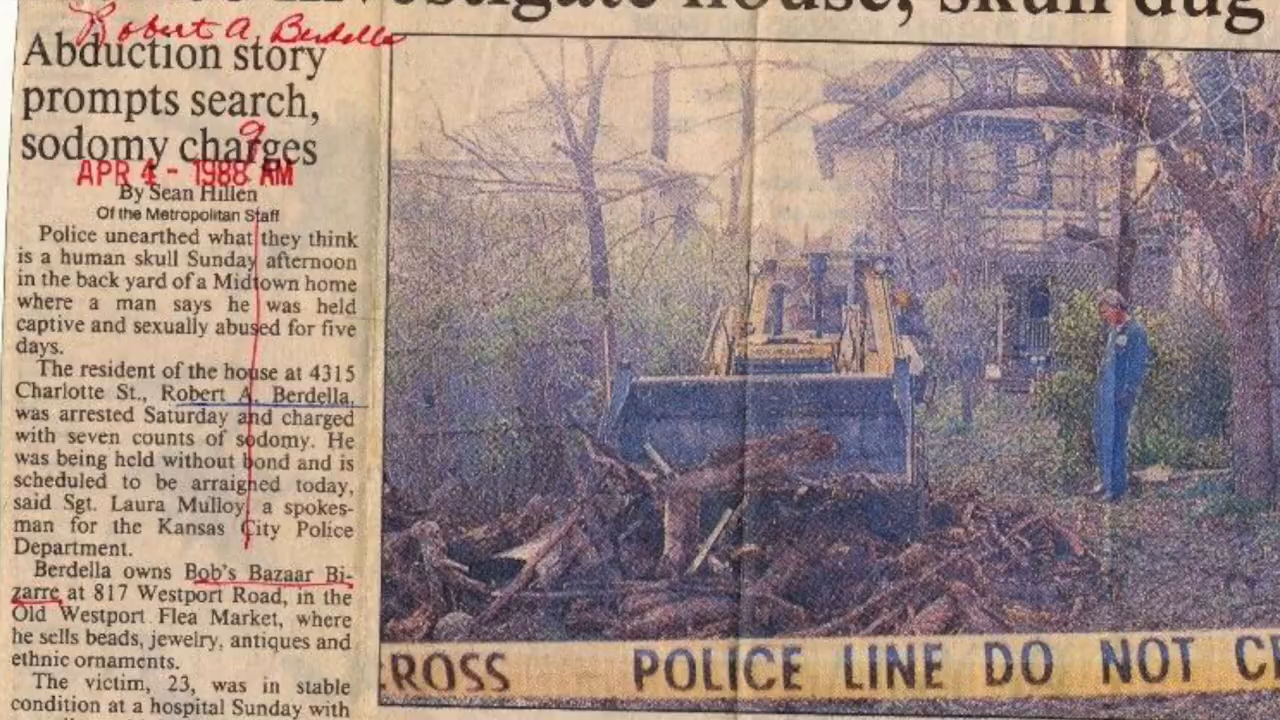 investigate house, skull dug
Robert A. Berdella
Abduction story
prompts search,
sodomy charges
APR 4 - 1988 AM
By Sean Hillen
Of the Metropolitan Staff
Police unearthed what they think
is a human skull Sunday afternoon
in the back yard of a Midtown home
where a man says he was held
captive and sexually abused for five
days.
The resident of the house at 4315
Charlotte St., Robert A. Berdella,
was arrested Saturday and charged
with seven counts of sodomy. He
was being held without bond and is
scheduled to be arraigned today,
said Sgt. Laura Mulloy, a spokes-
man for the Kansas City Police
Department.
Berdella owns Bob's Bazaar Bi-
zarre at 817 Westport Road, in the
Old Westport Flea Market, where
he sells beads, jewelry, antiques and
ethnic ornaments.
The victim, 23, was in stable
condition at a hospital Sunday with
ROSS POLICE LINE DO NOT C